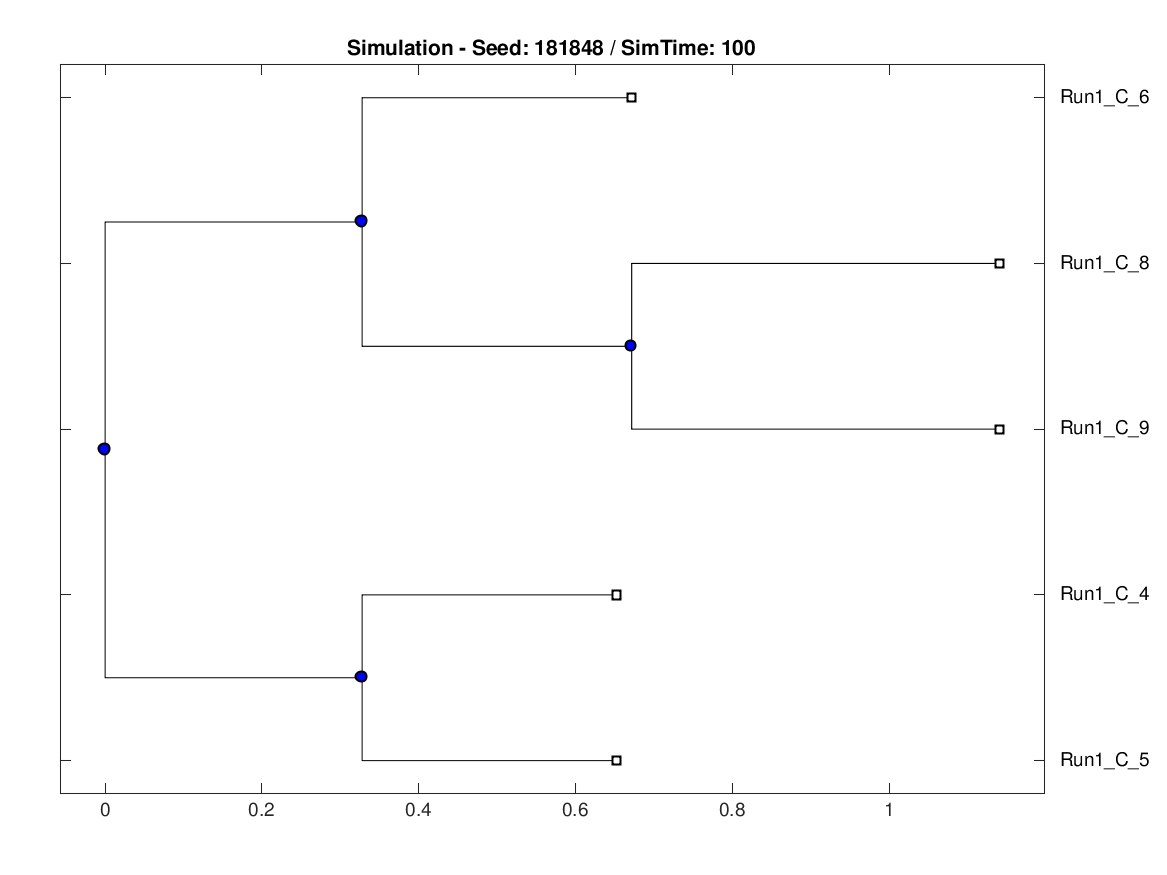 Simulation - Seed: 181848 / SimTime: 100
Run1_C_6
Run1_C_8
Run1_C_9
Run1_C_4
Run1_C_5
0 0.2 0.4 0.6 0.8 1